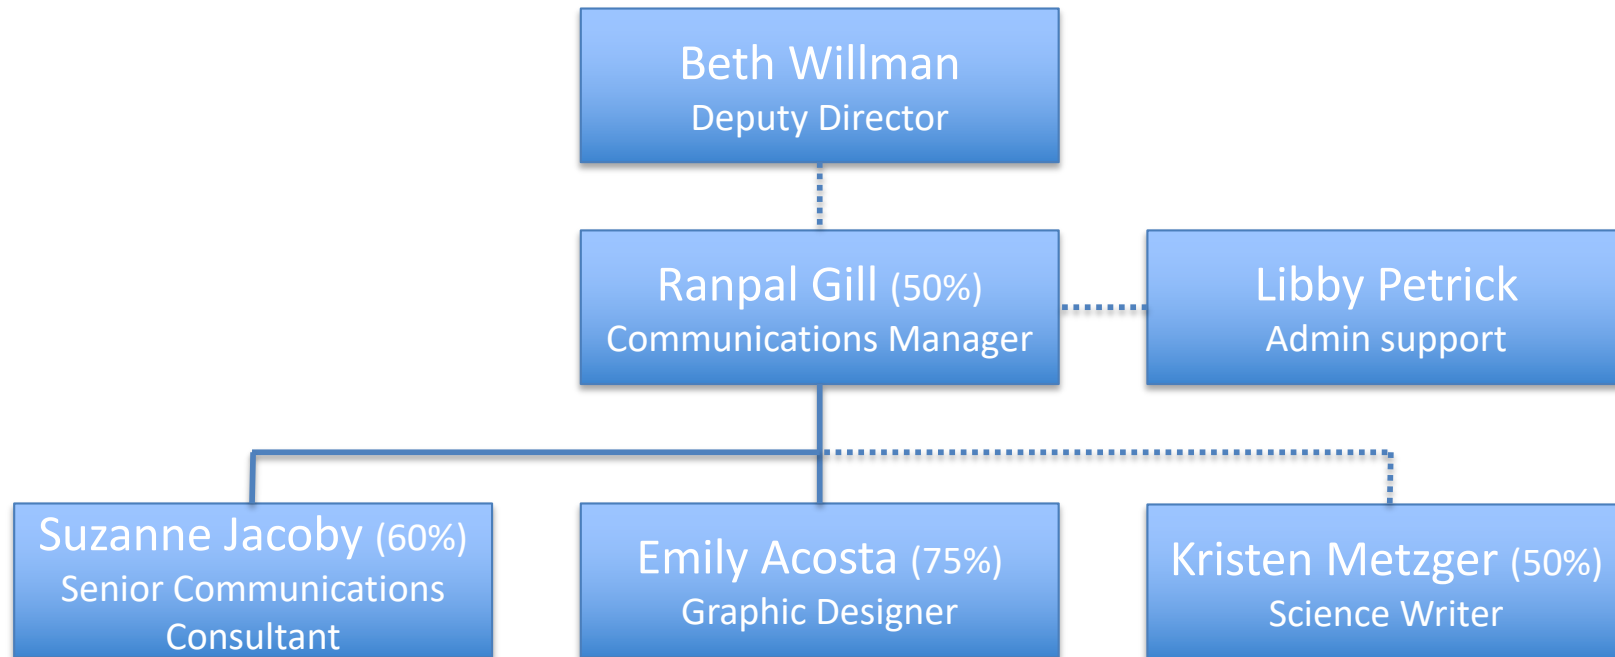 Beth Willman
Deputy Director
Ranpal Gill (50%)
Communications Manager
Libby Petrick
Admin support
Suzanne Jacoby (60%)
Senior Communications
Consultant
Emily Acosta (75%)
Graphic Designer
Kristen Metzger (50%)
Science Writer